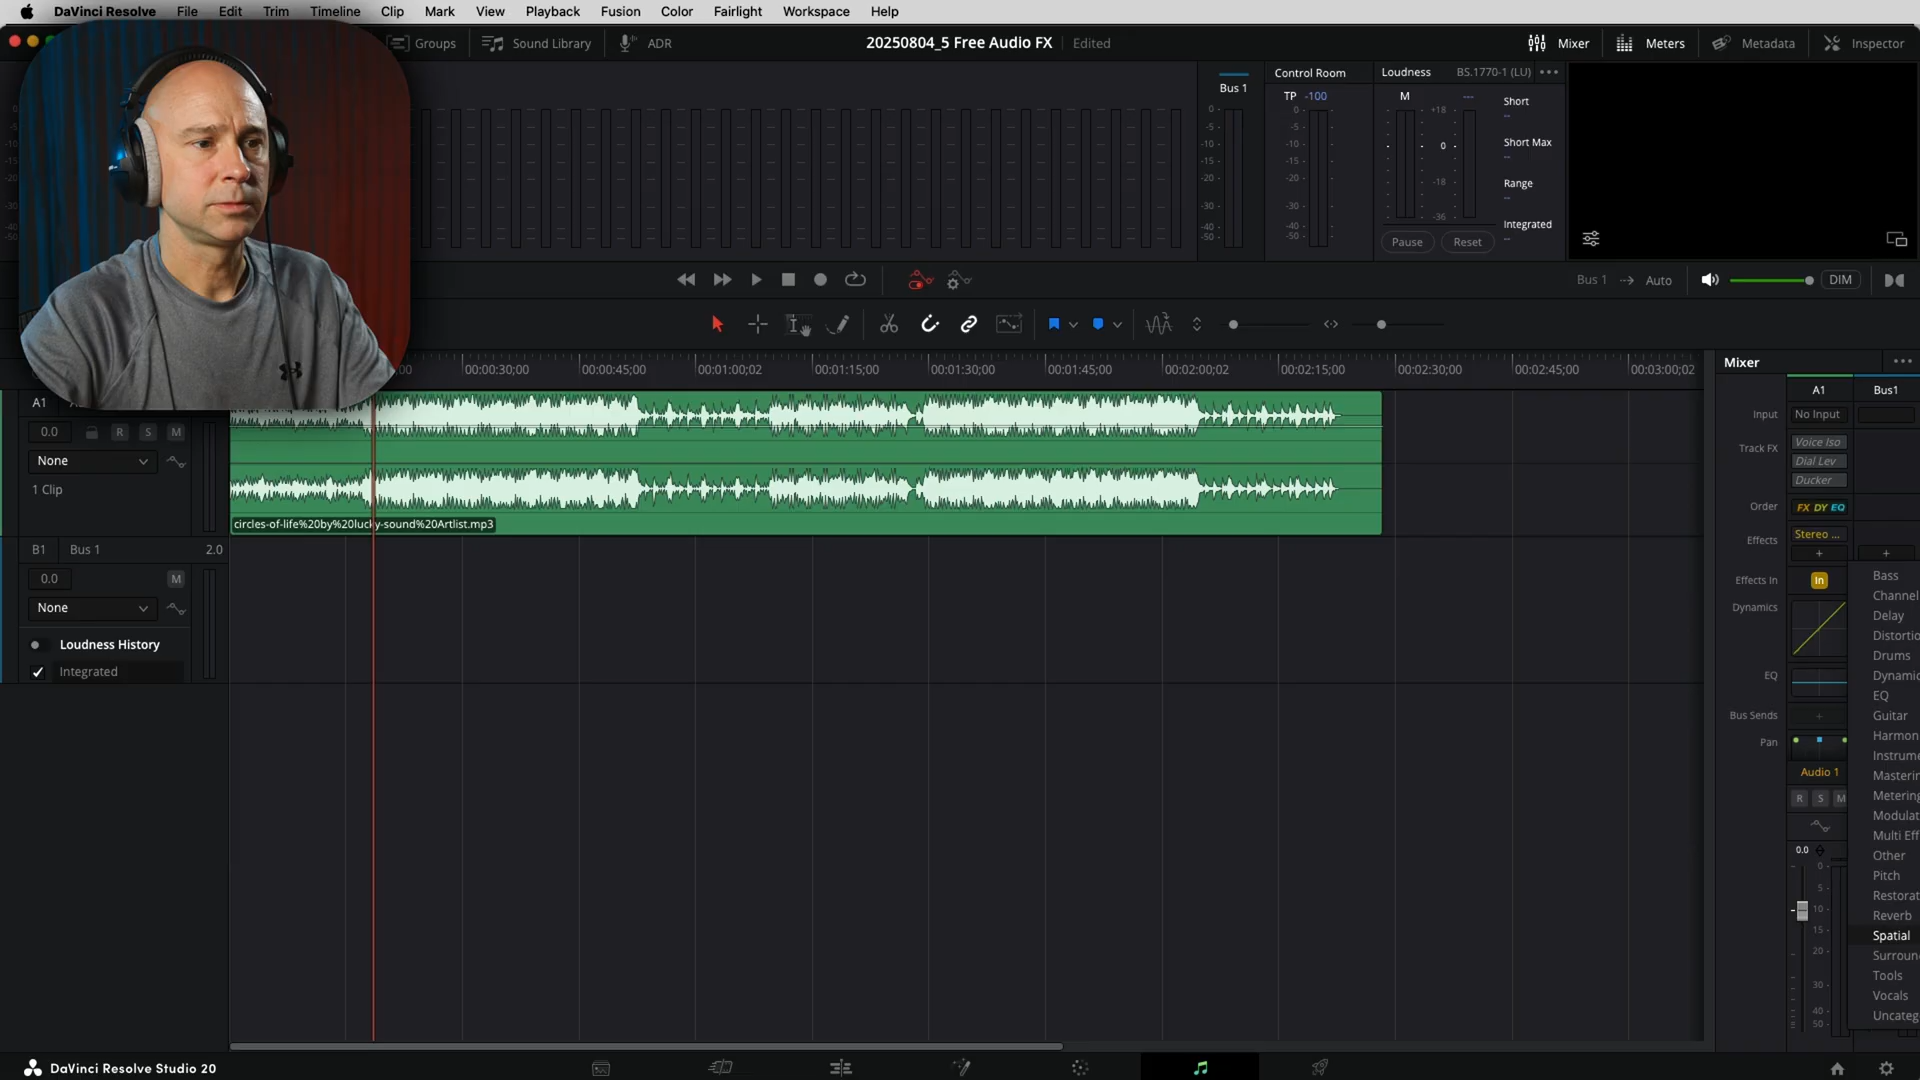 DaVinci Resolve File Edit Trim Timeline Clip Mark View Playback Fusion Color Fairlight Workspace Help
Groups Sound Library ADR 20250804_5 Free Audio FX Edited Mixer Meters Metadata Inspector
Bus 1 Control Room Loudness BS.1770-1 (LU)
TP -100 M Short
Short Max
Range
Integrated
Pause Reset
0 -5 -10 -15 -20 -30 -40 -50
0 -5 -10 -15 -20 -30 -40 -50
+18 0 -18 -36
Bus 1 Auto DIM
00:00:30;00 00:00:45;00 00:01:00;02 00:01:15;00 00:01:30;00 00:01:45;00 00:02:00;02 00:02:15;00 00:02:30;00 00:02:45;00 00:03:00;02
A1
0.0 R S M
None
1 Clip
circles-of-life%20by%20lucky-sound%20Artlist.mp3
B1 Bus 1 2.0
0.0 M
None
Loudness History
Integrated
Mixer
A1 Bus1
Input No Input
Track FX Voice Iso
Dial Lev
Ducker
Order FX DY EQ
Effects Stereo ...
+ +
Effects In In
Dynamics
EQ
Bus Sends +
Pan
Audio 1
R S M
0.0
0
5
10
15
20
30
40
50
Bass
Channel
Delay
Distortio
Drums
Dynamic
EQ
Guitar
Harmon
Instrume
Masterin
Metering
Modulat
Multi Eff
Other
Pitch
Restorat
Reverb
Spatial
Surroun
Tools
Vocals
Uncateg
DaVinci Resolve Studio 20